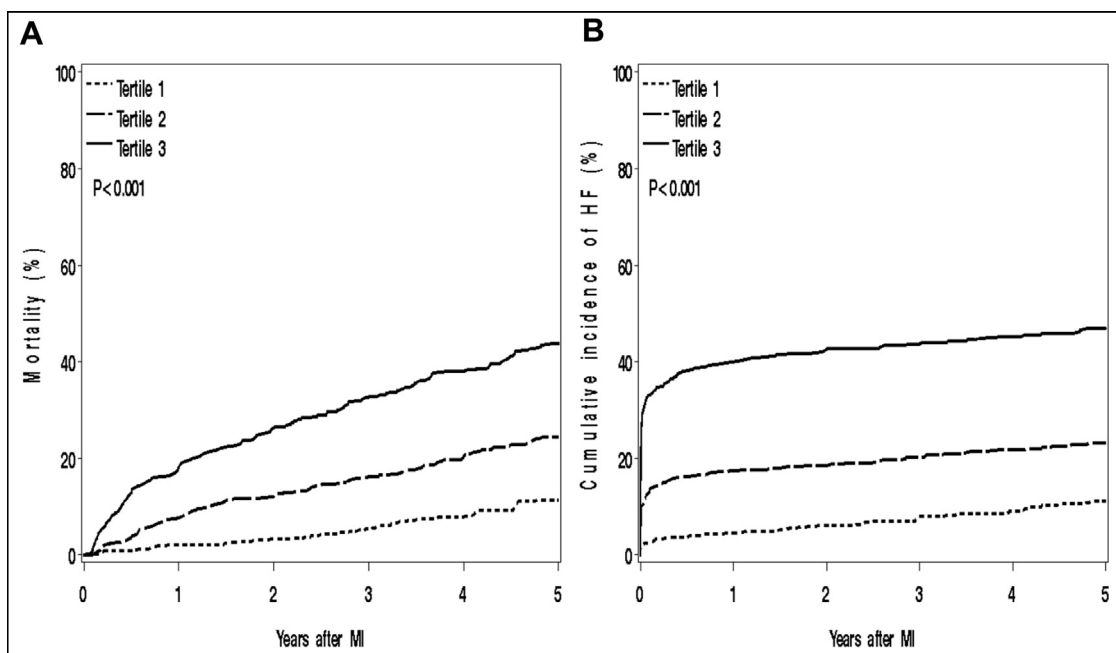 A
Tertile 1
Tertile 2
Tertile 3
P<0.001
Mortality (%)
100
80
60
40
20
0
0 1 2 3 4 5
Years after MI
B
Tertile 1
Tertile 2
Tertile 3
P<0.001
Cumulative incidence of HF (%)
100
80
60
40
20
0
0 1 2 3 4 5
Years after MI